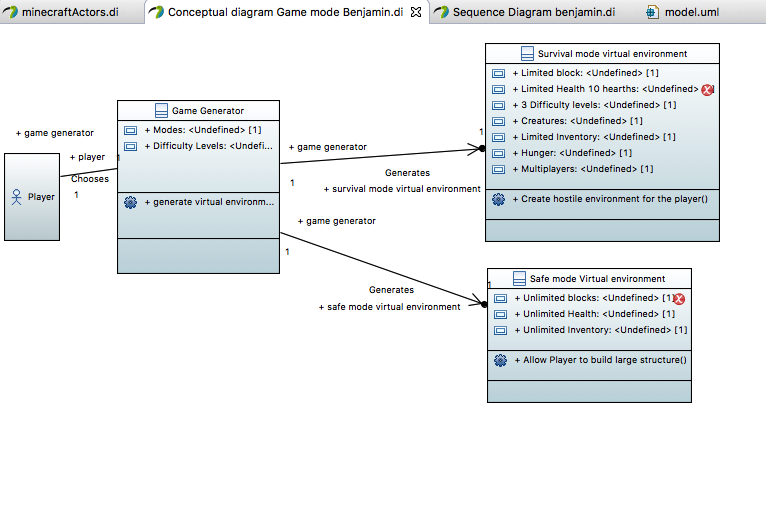 minecraftActors.di
Conceptual diagram Game mode Benjamin.di
Sequence Diagram benjamin.di
model.uml
Survival mode virtual environment
+ Limited block: <Undefined> [1]
+ Limited Health 10 hearths: <Undefined>
+ 3 Difficulty levels: <Undefined> [1]
+ Creatures: <Undefined> [1]
+ Limited Inventory: <Undefined> [1]
+ Hunger: <Undefined> [1]
+ Multiplayers: <Undefined> [1]
+ Create hostile environment for the player()
Game Generator
+ Modes: <Undefined> [1]
+ Difficulty Levels: <Undefi...
+ generate virtual environm...
+ game generator
+ player
1
Chooses
1
Player
+ game generator
1
1
Generates
+ survival mode virtual environment
+ game generator
1
Generates
1
+ safe mode virtual environment
Safe mode Virtual environment
+ Unlimited blocks: <Undefined> [1]
+ Unlimited Health: <Undefined> [1]
+ Unlimited Inventory: <Undefined> [1]
+ Allow Player to build large structure()